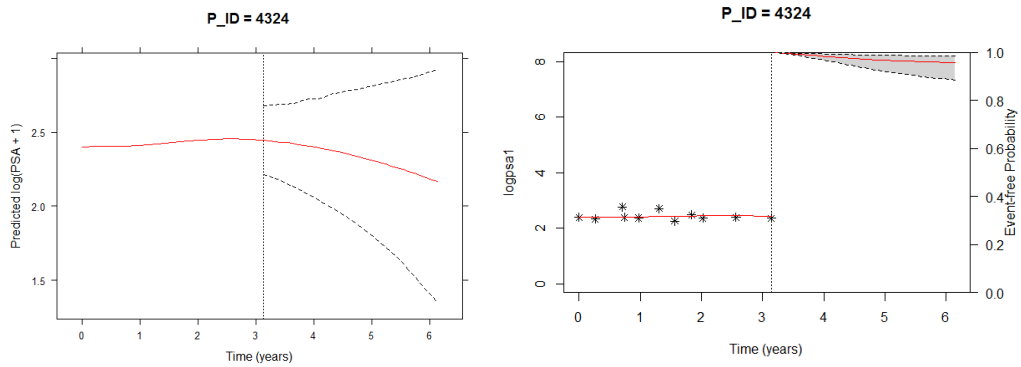 P_ID = 4324
Predicted log(PSA + 1)
2.5
2.0
1.5
0 1 2 3 4 5 6
Time (years)
P_ID = 4324
logpsa1
8
6
4
2
0
0 1 2 3 4 5 6
Time (years)
1.0
0.8
0.6
0.4
0.2
0.0
Event-free Probability